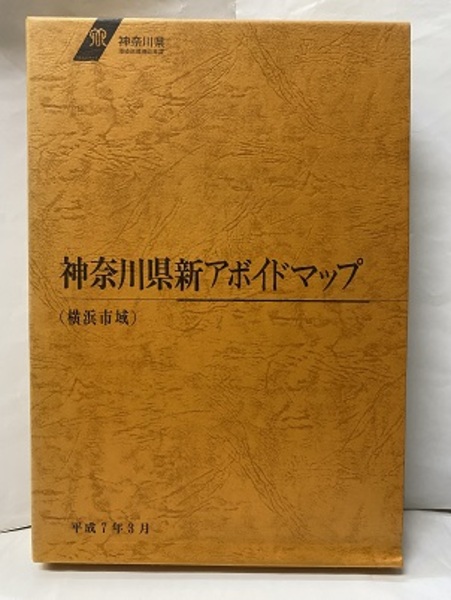 神奈川県
神奈川県新アボイドマップ
（横浜市域）
平成7年3月